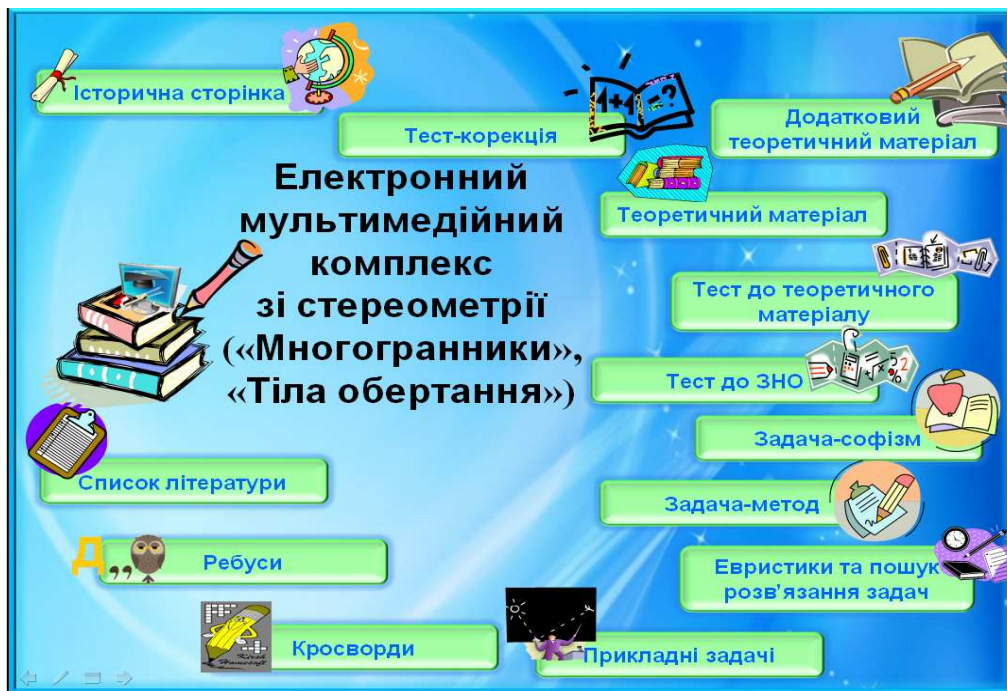 Історична сторінка
Тест-корекція
1+1=?
Додатковий
теоретичний матеріал
Електронний
мультимедійний
комплекс
зі стереометрії
(«Многогранники»,
«Тіла обертання»)
Теоретичний матеріал
Тест до теоретичного
матеріалу
Тест до ЗНО
Задача-софізм
Задача-метод
Евристики та пошук
розв’язання задач
Прикладні задачі
Кросворди
Д,,
Ребуси
Список літератури